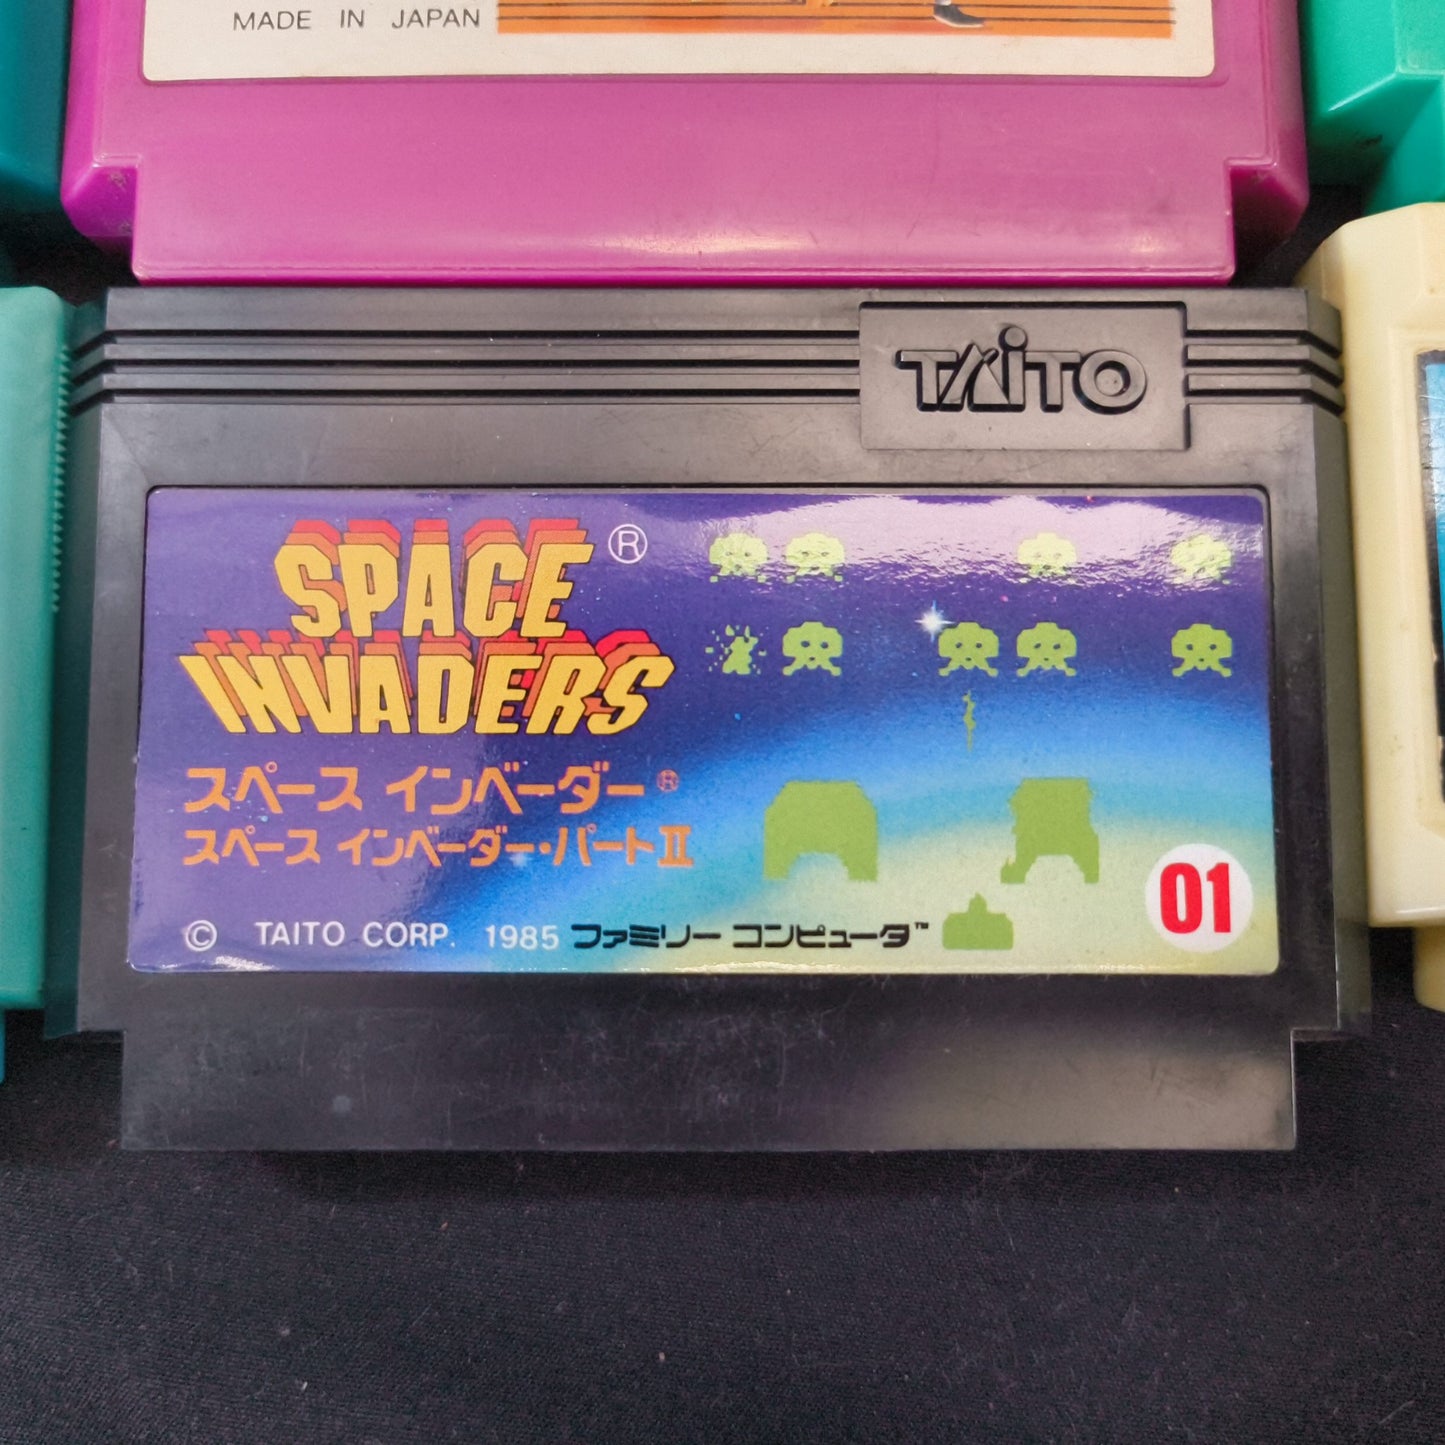 MADE IN JAPAN
TAiTO
SPACE
INVADERS®
スペース インベーダー®
スペース インベーダー・パートⅡ
© TAITO CORP. 1985 ファミリー コンピュータ™
01